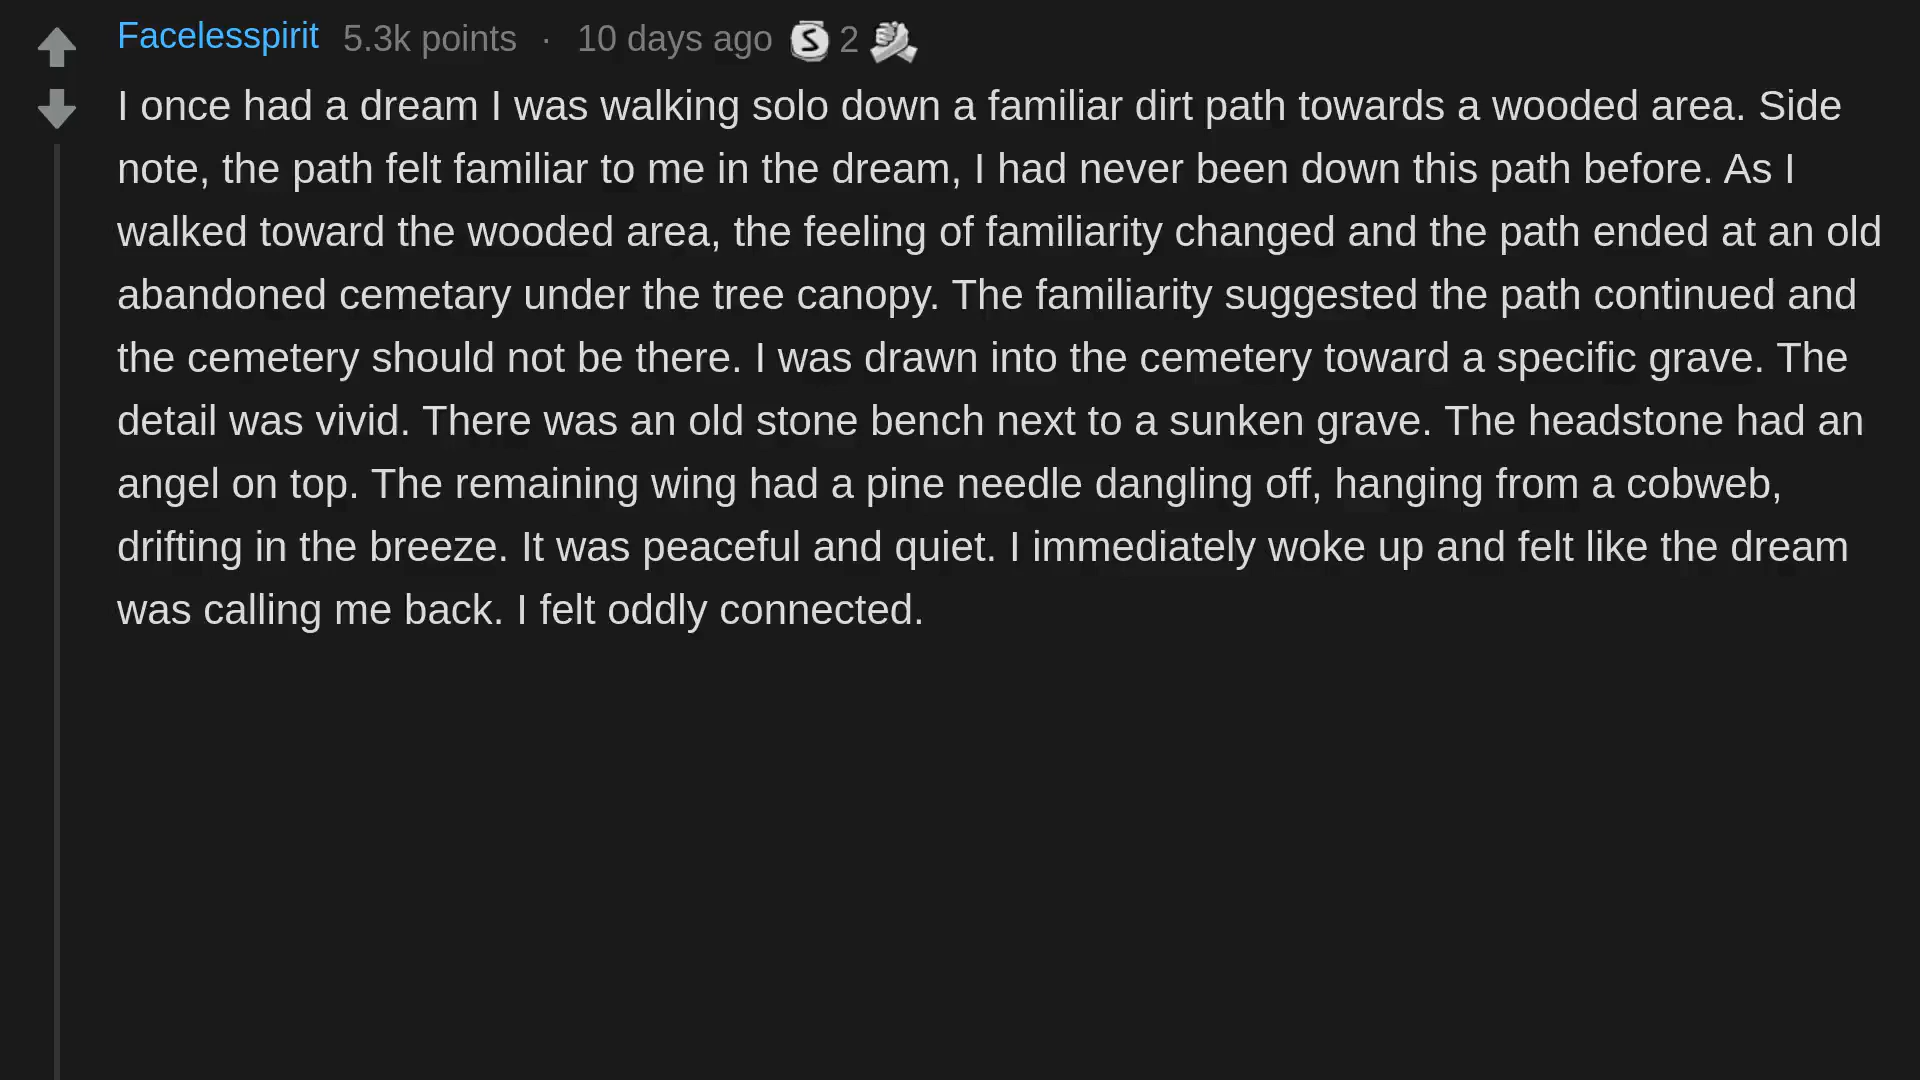 Facelesspirit 5.3k points · 10 days ago S 2
I once had a dream I was walking solo down a familiar dirt path towards a wooded area. Side
note, the path felt familiar to me in the dream, I had never been down this path before. As I
walked toward the wooded area, the feeling of familiarity changed and the path ended at an old
abandoned cemetary under the tree canopy. The familiarity suggested the path continued and
the cemetery should not be there. I was drawn into the cemetery toward a specific grave. The
detail was vivid. There was an old stone bench next to a sunken grave. The headstone had an
angel on top. The remaining wing had a pine needle dangling off, hanging from a cobweb,
drifting in the breeze. It was peaceful and quiet. I immediately woke up and felt like the dream
was calling me back. I felt oddly connected.